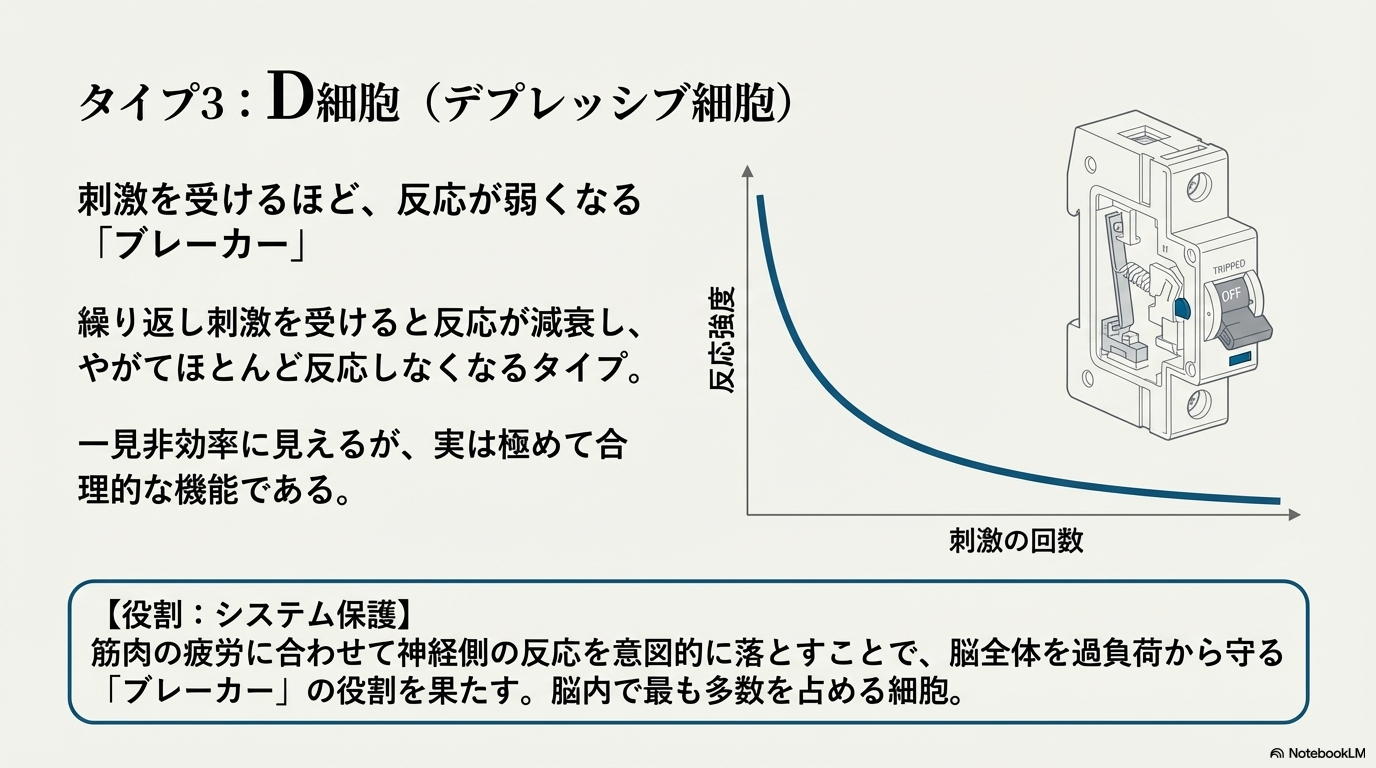 タイプ3：D細胞（デプレッシブ細胞）
刺激を受けるほど、反応が弱くなる
「ブレーカー」
繰り返し刺激を受けると反応が減衰し、
やがてほとんど反応しなくなるタイプ。
一見非効率に見えるが、実は極めて合
理的な機能である。
反応強度
刺激の回数
TRIPPED
OFF
【役割：システム保護】
筋肉の疲労に合わせて神経側の反応を意図的に落とすことで、脳全体を過負荷から守る
「ブレーカー」の役割を果たす。脳内で最も多数を占める細胞。
NotebookLM